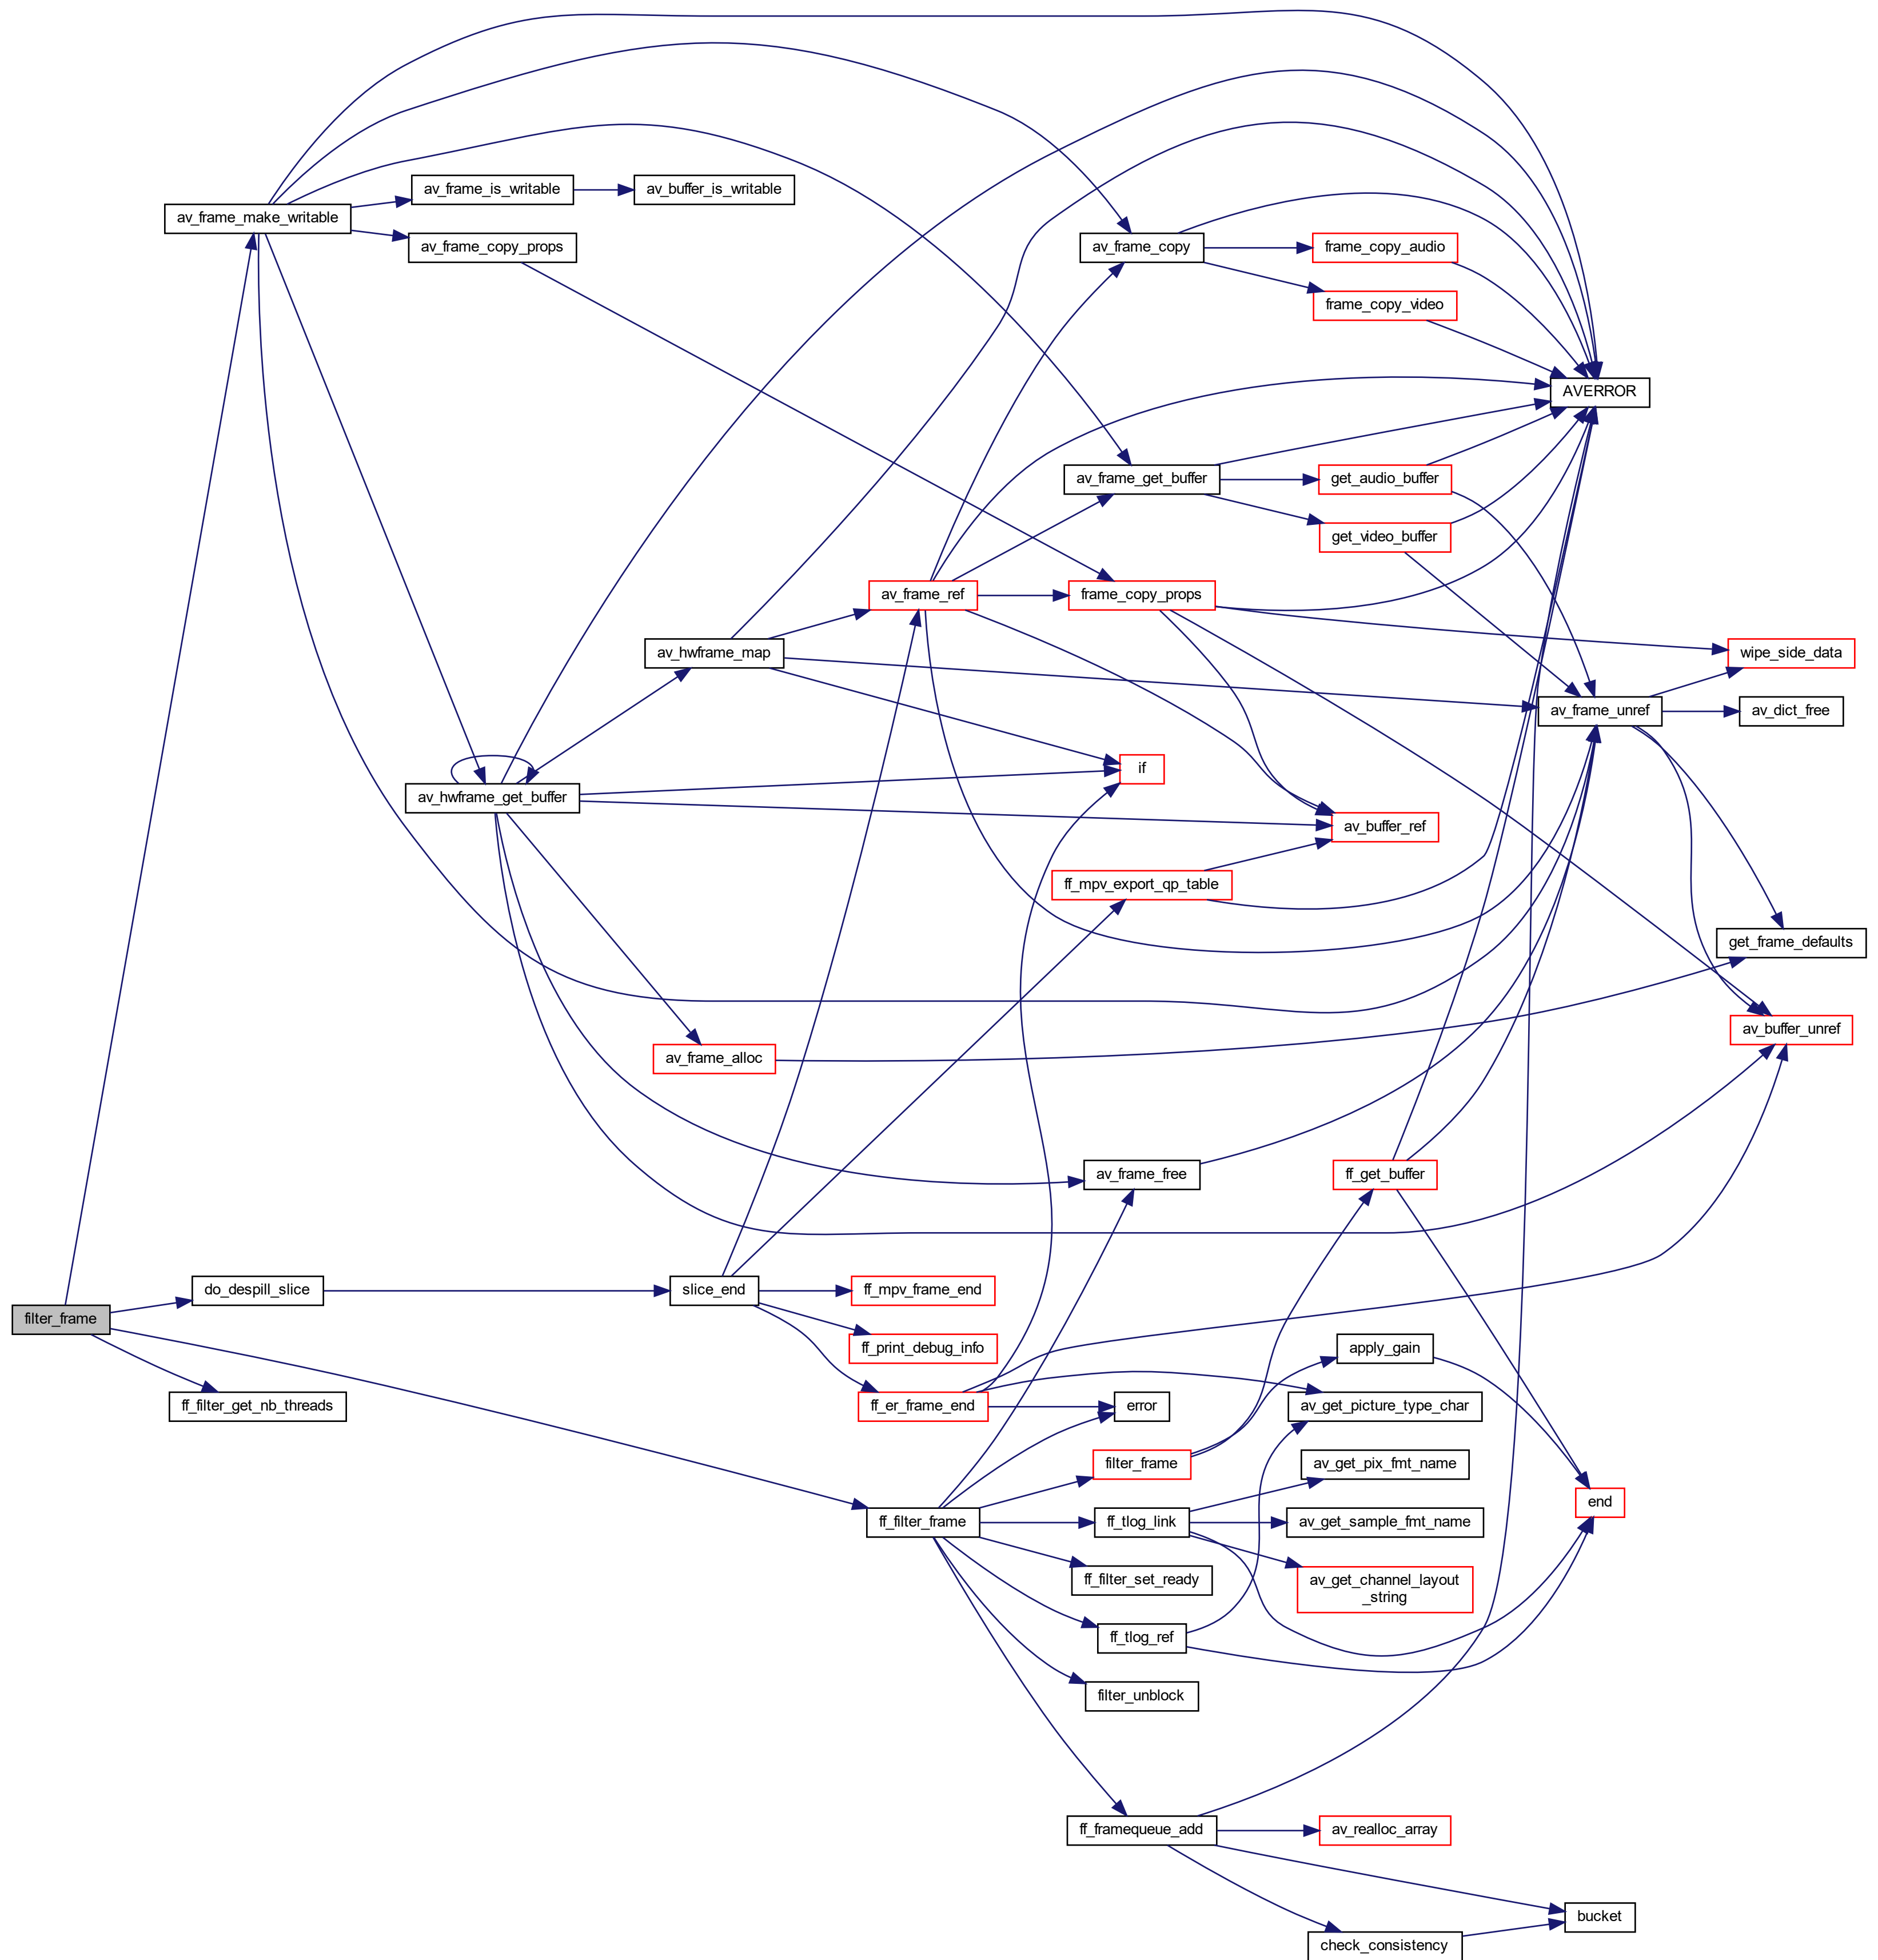 av_frame_is_writable
av_buffer_is_writable
av_frame_make_writable
av_frame_copy_props
av_frame_copy
frame_copy_audio
frame_copy_video
AVERROR
av_frame_get_buffer
get_audio_buffer
get_video_buffer
av_frame_ref
frame_copy_props
av_hwframe_map
wipe_side_data
av_frame_unref
av_dict_free
if
av_hwframe_get_buffer
av_buffer_ref
ff_mpv_export_qp_table
get_frame_defaults
av_buffer_unref
av_frame_alloc
av_frame_free
ff_get_buffer
do_despill_slice
slice_end
ff_mpv_frame_end
filter_frame
ff_print_debug_info
apply_gain
ff_filter_get_nb_threads
ff_er_frame_end
error
av_get_picture_type_char
filter_frame
av_get_pix_fmt_name
end
ff_filter_frame
ff_tlog_link
av_get_sample_fmt_name
ff_filter_set_ready
av_get_channel_layout
_string
ff_tlog_ref
filter_unblock
ff_framequeue_add
av_realloc_array
bucket
check_consistency